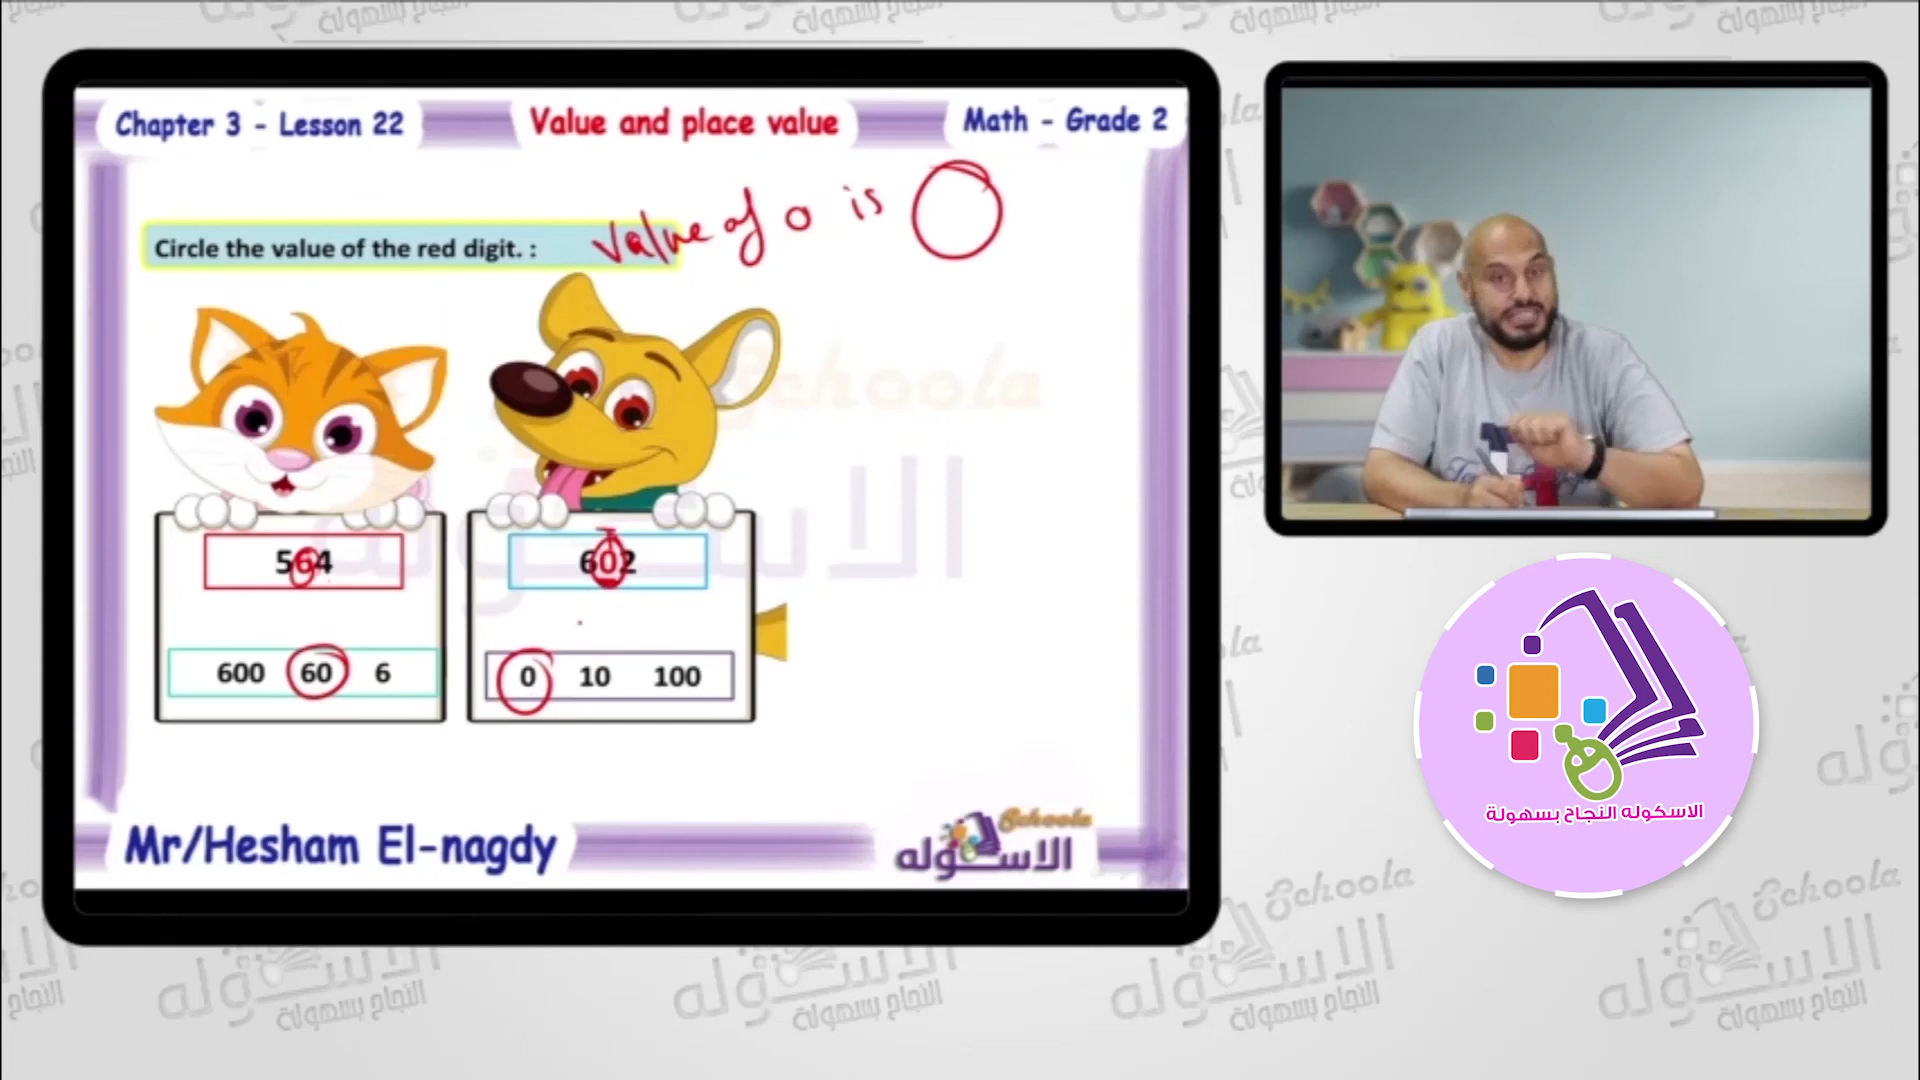 Chapter 3 - Lesson 22
Value and place value
Math - Grade 2
Value of 0 is 0
Circle the value of the red digit. :
564
602
600 60 6
0 10 100
Mr/Hesham El-nagdy
Schoola
الاسكوله
الاسكوله النجاح بسهولة